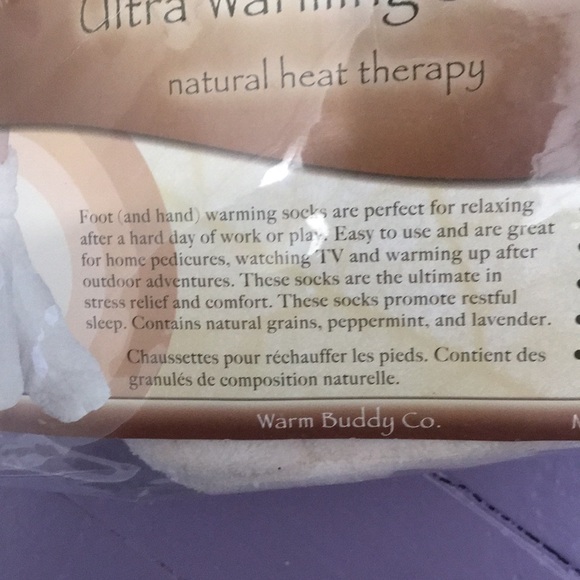 Ultra Warming
natural heat therapy
Foot (and hand) warming socks are perfect for relaxing
after a hard day of work or play. Easy to use and are great
for home pedicures, watching TV and warming up after
outdoor adventures. These socks are the ultimate in
stress relief and comfort. These socks promote restful
sleep. Contains natural grains, peppermint, and lavender.
Chaussettes pour réchauffer les pieds. Contient des
granulés de composition naturelle.
Warm Buddy Co.